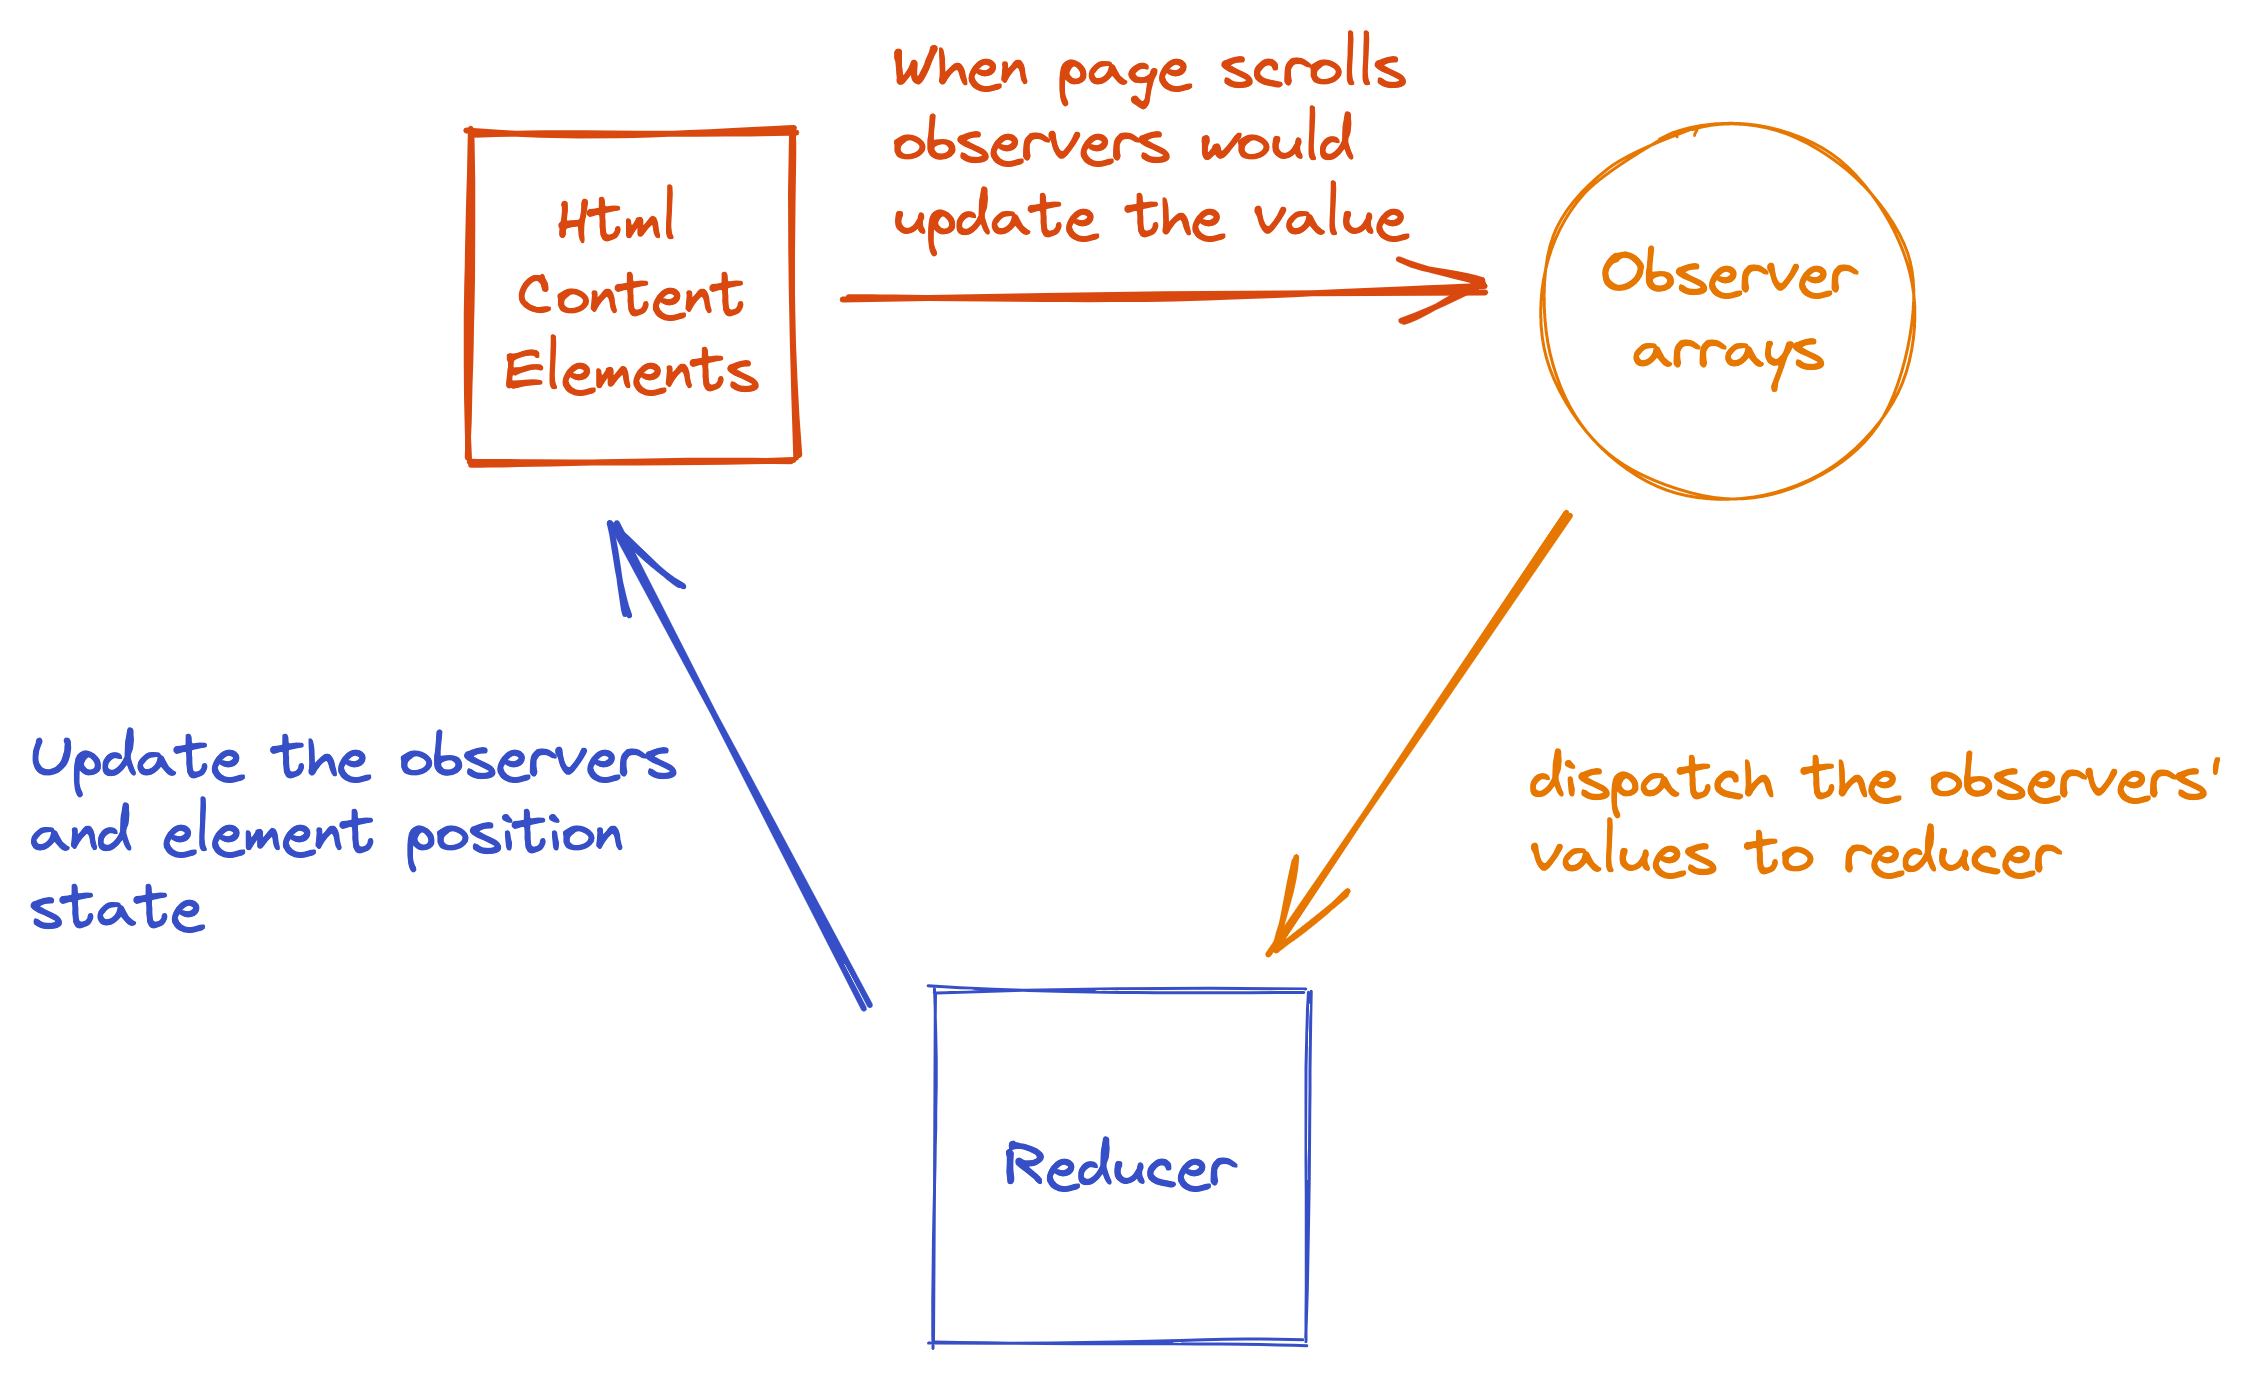 When page scrolls
observers would
update the value
Html
Content
Elements
Observer
arrays
Update the observers
and element position
state
dispatch the observers'
values to reducer
Reducer